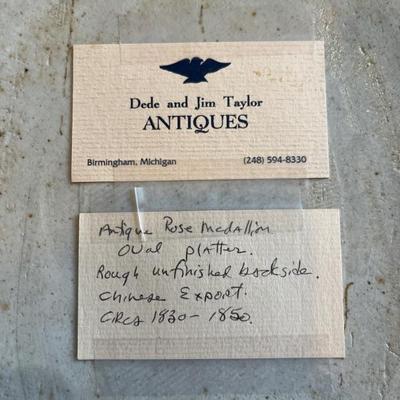 Dede and Jim Taylor
ANTIQUES
Birmingham, Michigan (248) 594-8330
Antique Rose Medallion
oval platter.
Rough unfinished backside.
Chinese Export.
Circa 1830-1850.